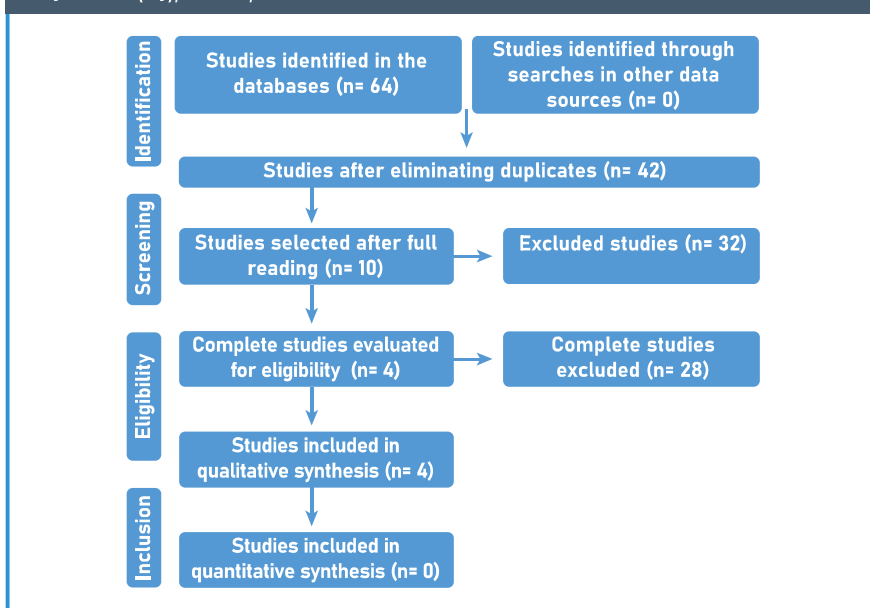 Identification
Studies identified in the
databases (n= 64)
Studies identified through
searches in other data
sources (n= 0)
Studies after eliminating duplicates (n= 42)
Screening
Studies selected after full
reading (n= 10)
Excluded studies (n= 32)
Eligibility
Complete studies evaluated
for eligibility (n= 4)
Complete studies
excluded (n= 28)
Studies included in
qualitative synthesis (n= 4)
Inclusion
Studies included in
quantitative synthesis (n= 0)